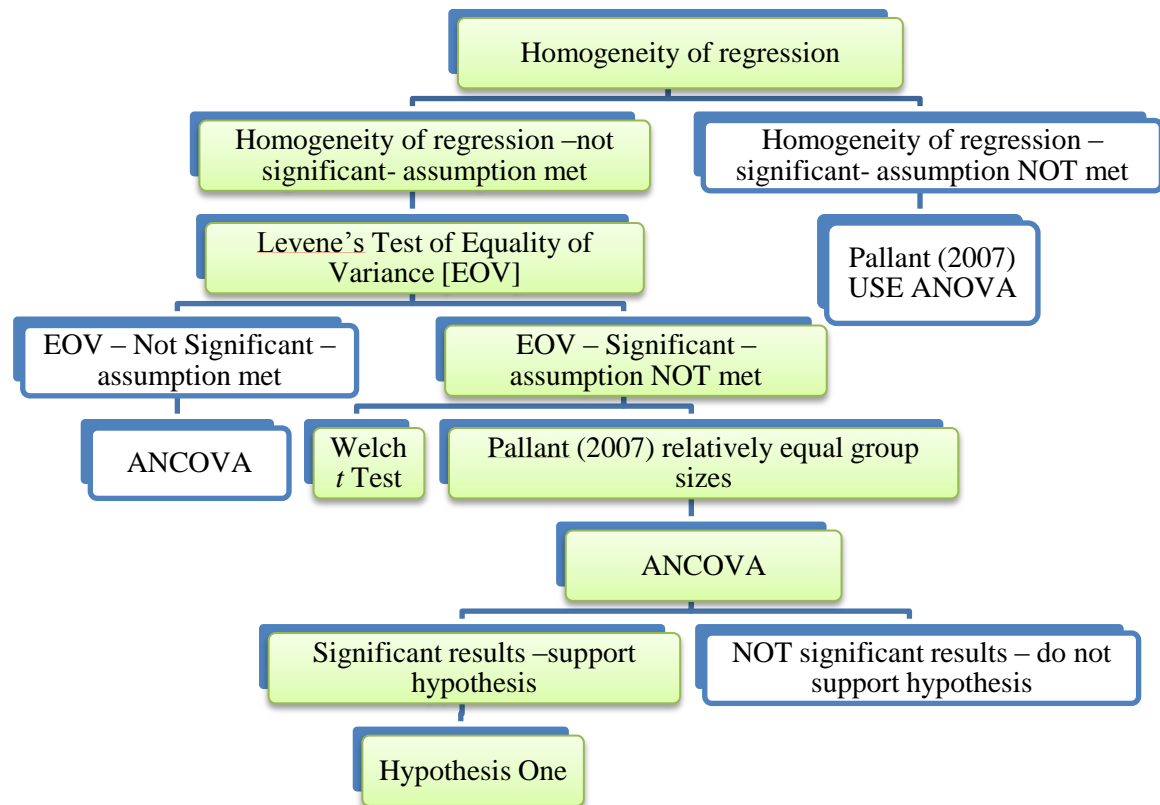 Homogeneity of regression
Homogeneity of regression –not
significant- assumption met
Homogeneity of regression –
significant- assumption NOT met
Levene's Test of Equality of
Variance [EOV]
Pallant (2007)
USE ANOVA
EOV – Not Significant –
assumption met
EOV – Significant –
assumption NOT met
ANCOVA
Welch
t Test
Pallant (2007) relatively equal group
sizes
ANCOVA
Significant results –support
hypothesis
NOT significant results – do not
support hypothesis
Hypothesis One